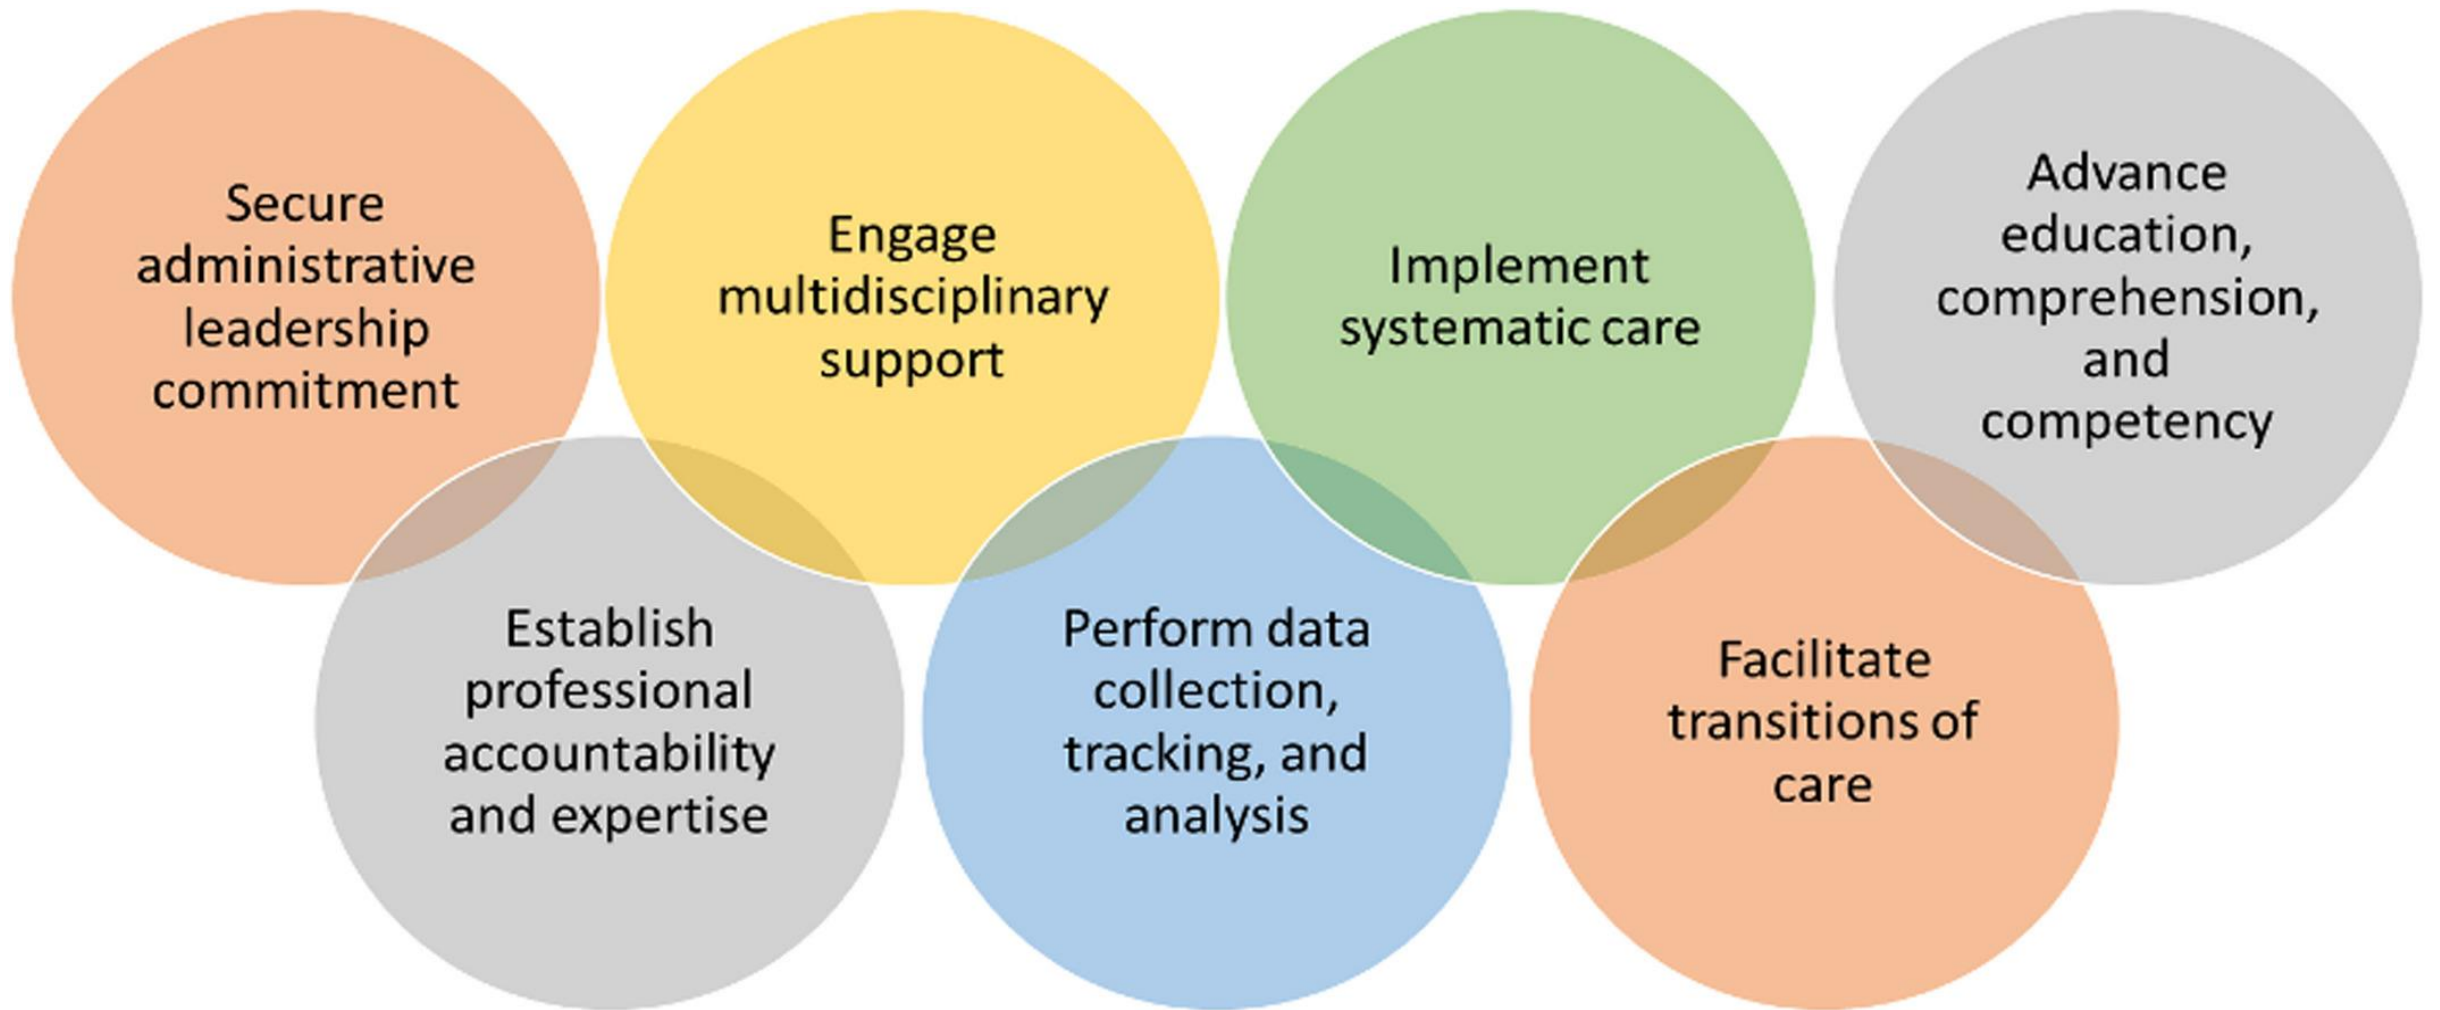 Secure
administrative
leadership
commitment
Engage
multidisciplinary
support
Implement
systematic care
Advance
education,
comprehension,
and
competency
Establish
professional
accountability
and expertise
Perform data
collection,
tracking, and
analysis
Facilitate
transitions of
care